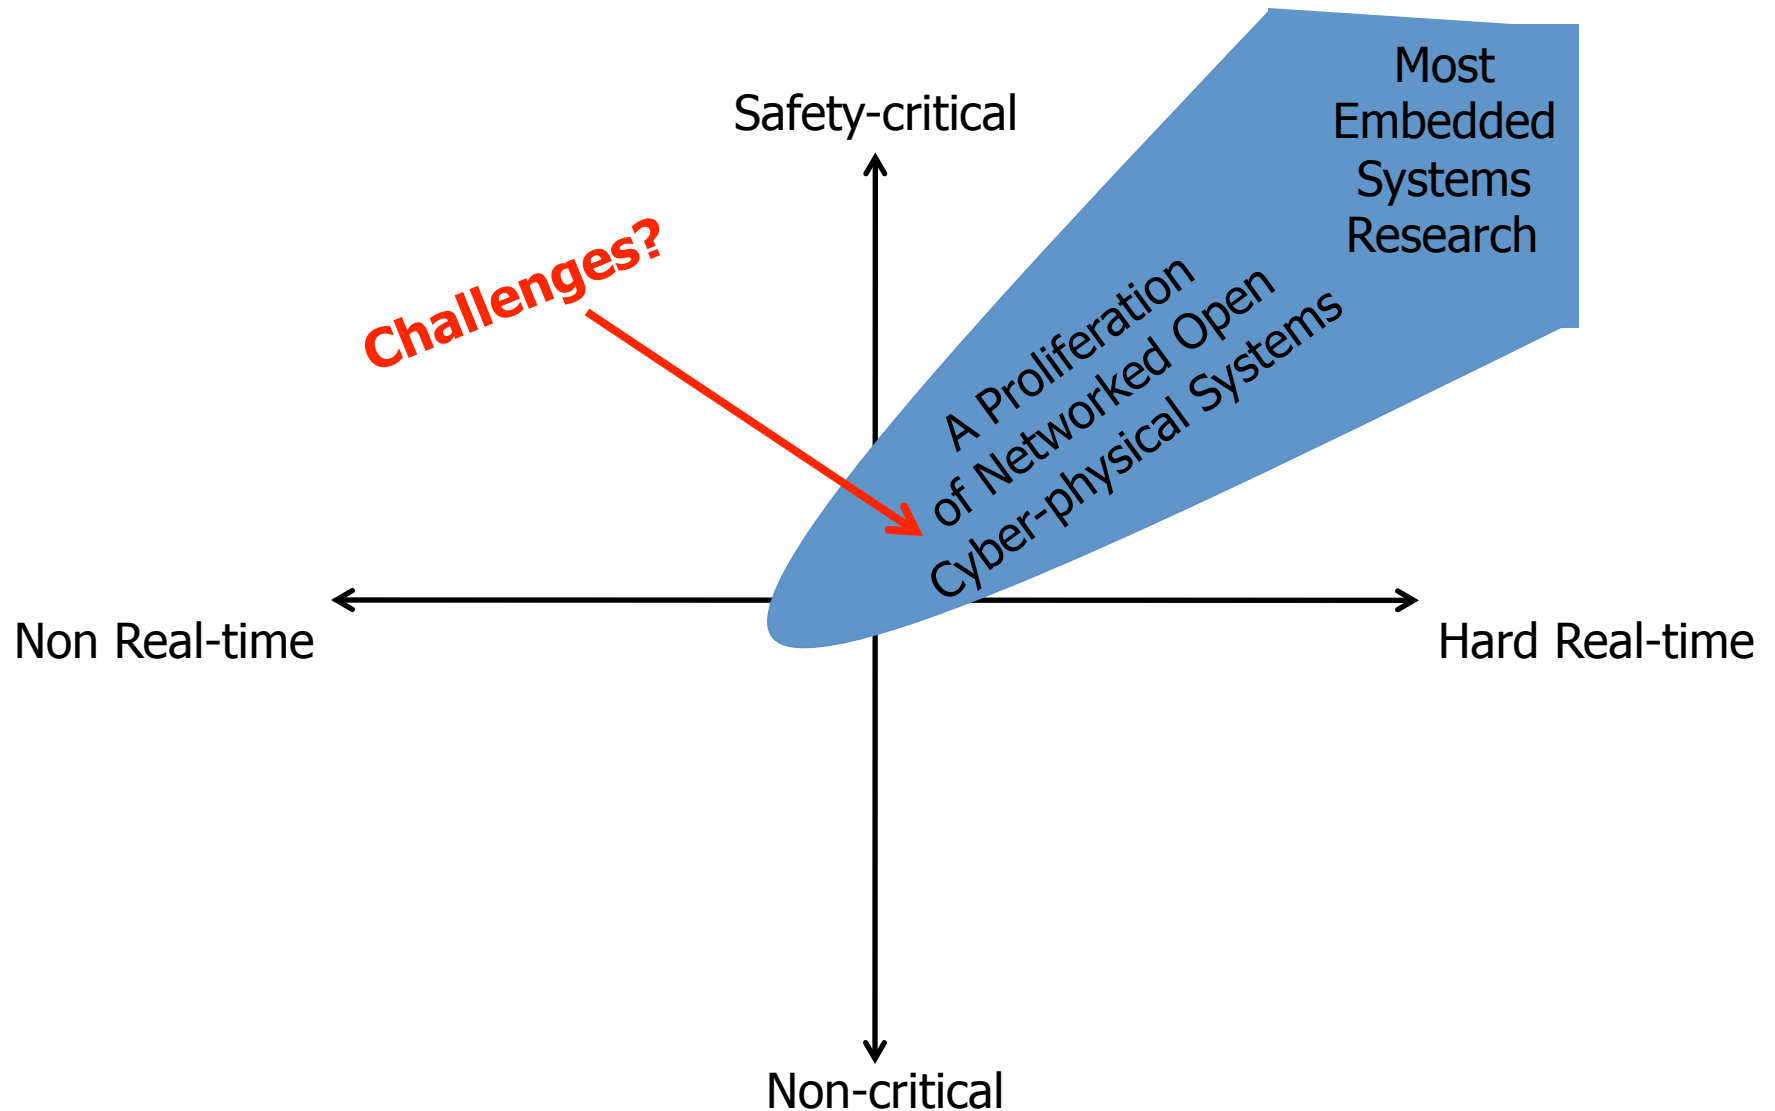 Most
Embedded
Systems
Research
Safety-critical
Challenges?
A Proliferation
of Networked Open
Cyber-physical Systems
Non Real-time
Hard Real-time
Non-critical